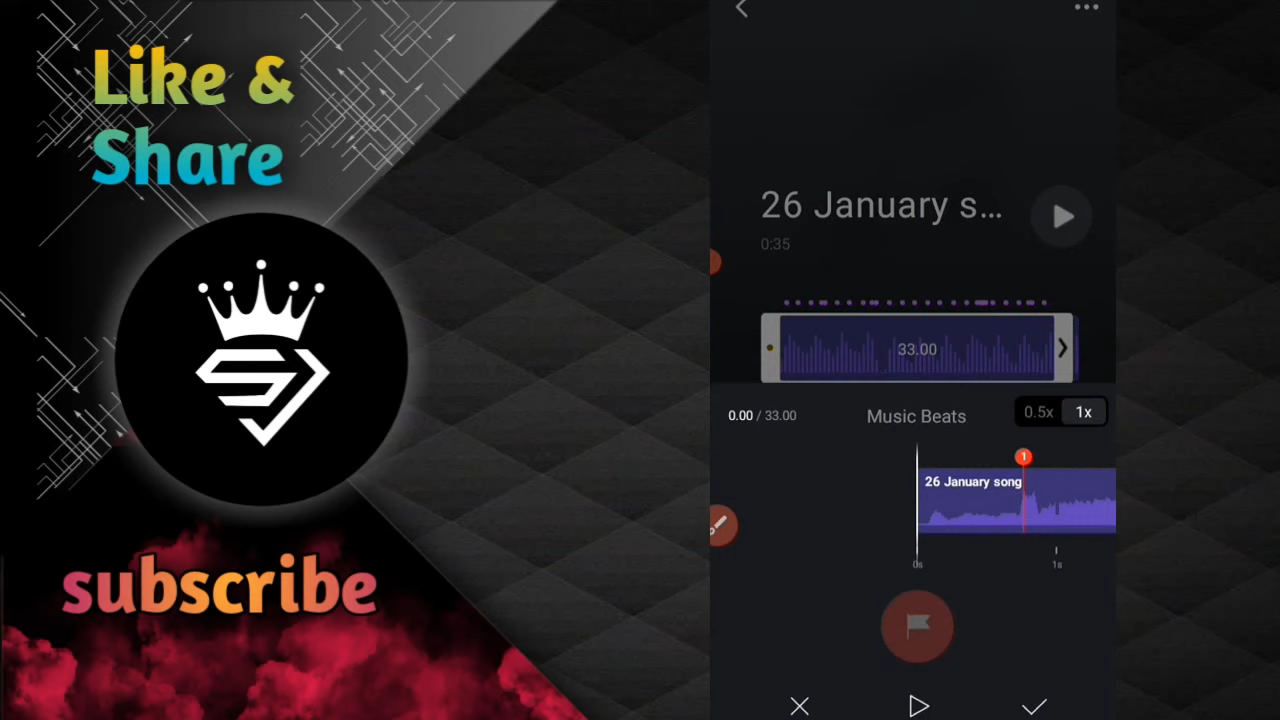 Like &
Share
subscribe
26 January s...
0:35
33.00
0.00 / 33.00
Music Beats
0.5x
1x
1
26 January song
0s
1s